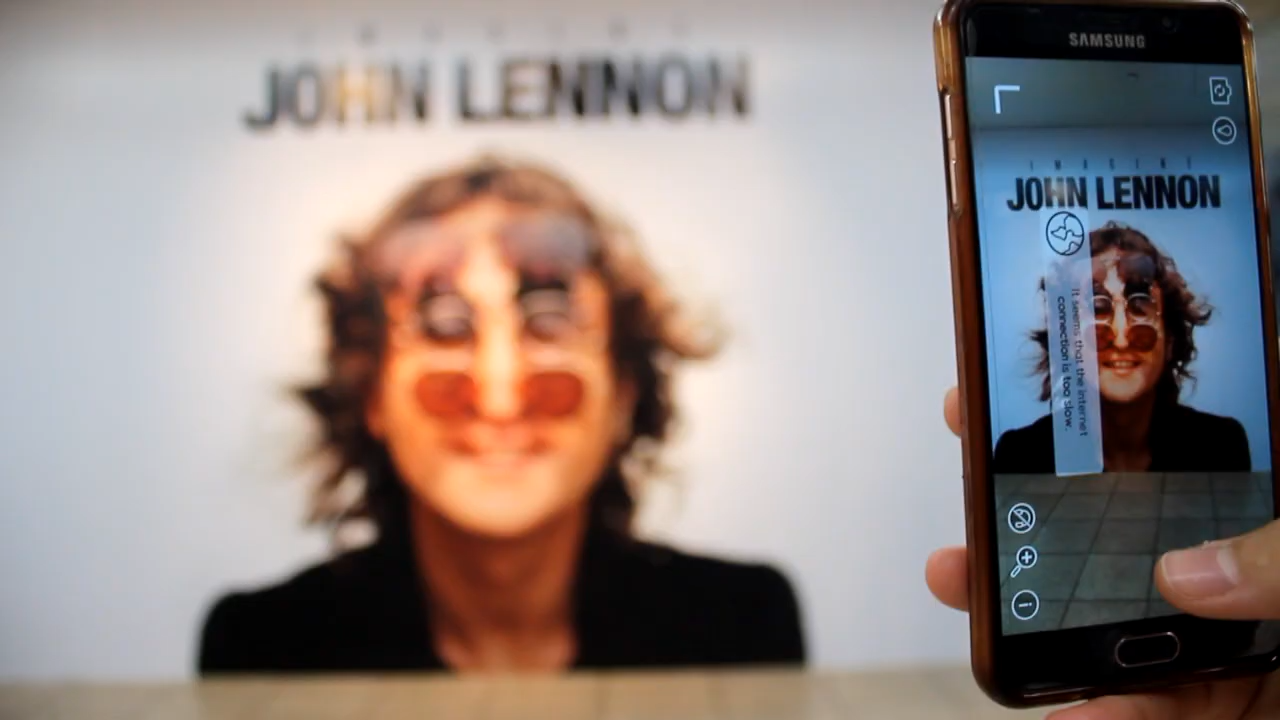 JOHN LENNON
SAMSUNG
IMAGINE
JOHN LENNON
It seems that the internet
connection is too slow.